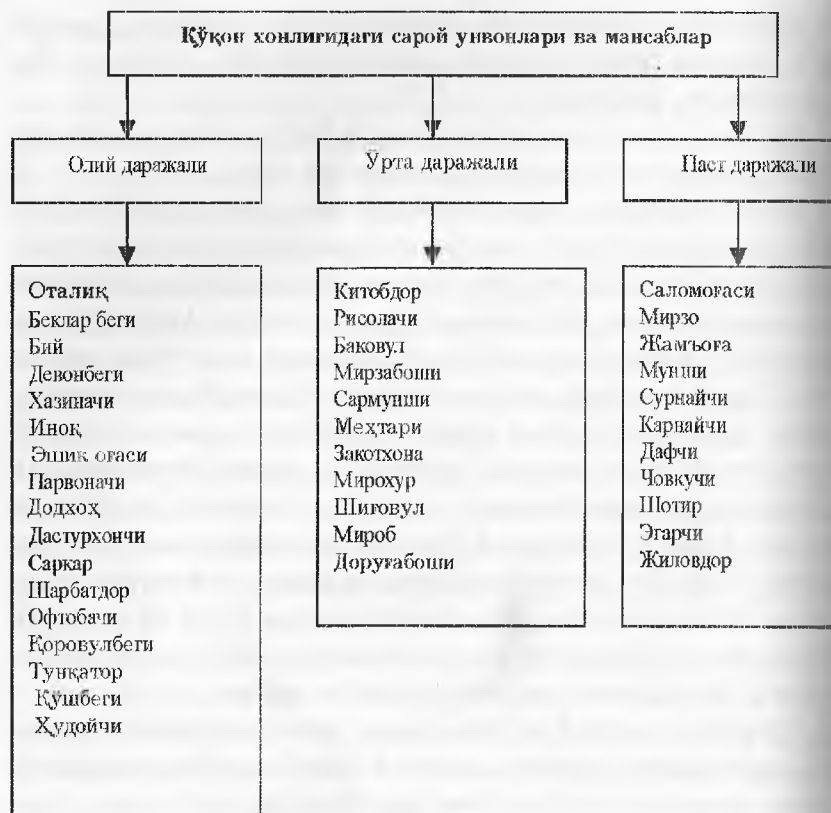 Қўқон хонлигидаги сарой унвонлари ва мансаблар
Олий даражали
Ўрта даражали
Паст даражали
Оталиқ
Беклар беги
Бий
Девонбеги
Хазиначи
Иноқ
Эшик оғаси
Парвоначи
Додхоҳ
Дастурхончи
Саркар
Шарбатдор
Офтобачи
Қоровулбеги
Тунқатор
Қушбеги
Ҳудойчи
Китобдор
Рисолачи
Баковул
Мирзабоши
Сармунши
Меҳтари
Закотхона
Мирохур
Шиғовул
Мироб
Доруғабоши
Саломоғаси
Мирзо
Жамъоға
Мунши
Сурнайчи
Карнайчи
Дафчи
Човкучи
Шотир
Эгарчи
Жиловдор